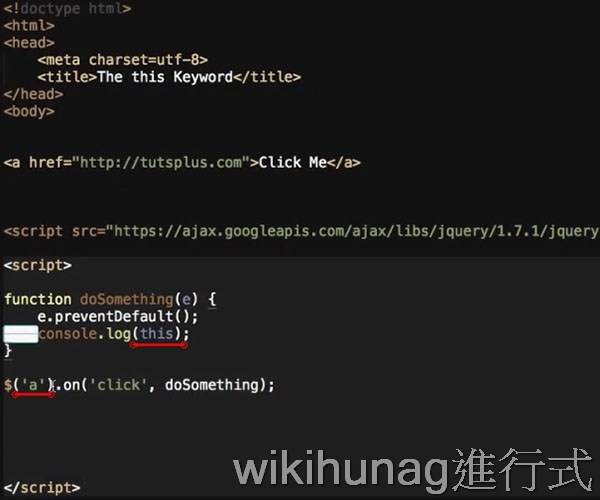 <!doctype html>
<html>
<head>
<meta charset=utf-8>
<title>The this Keyword</title>
</head>
<body>
<a href="http://tutsplus.com">Click Me</a>
<script src="https://ajax.googleapis.com/ajax/libs/jquery/1.7.1/jquery
<script>
function doSomething(e) {
e.preventDefault();
console.log(this);
}
$('a').on('click', doSomething);
</script>
wikihunag進行式